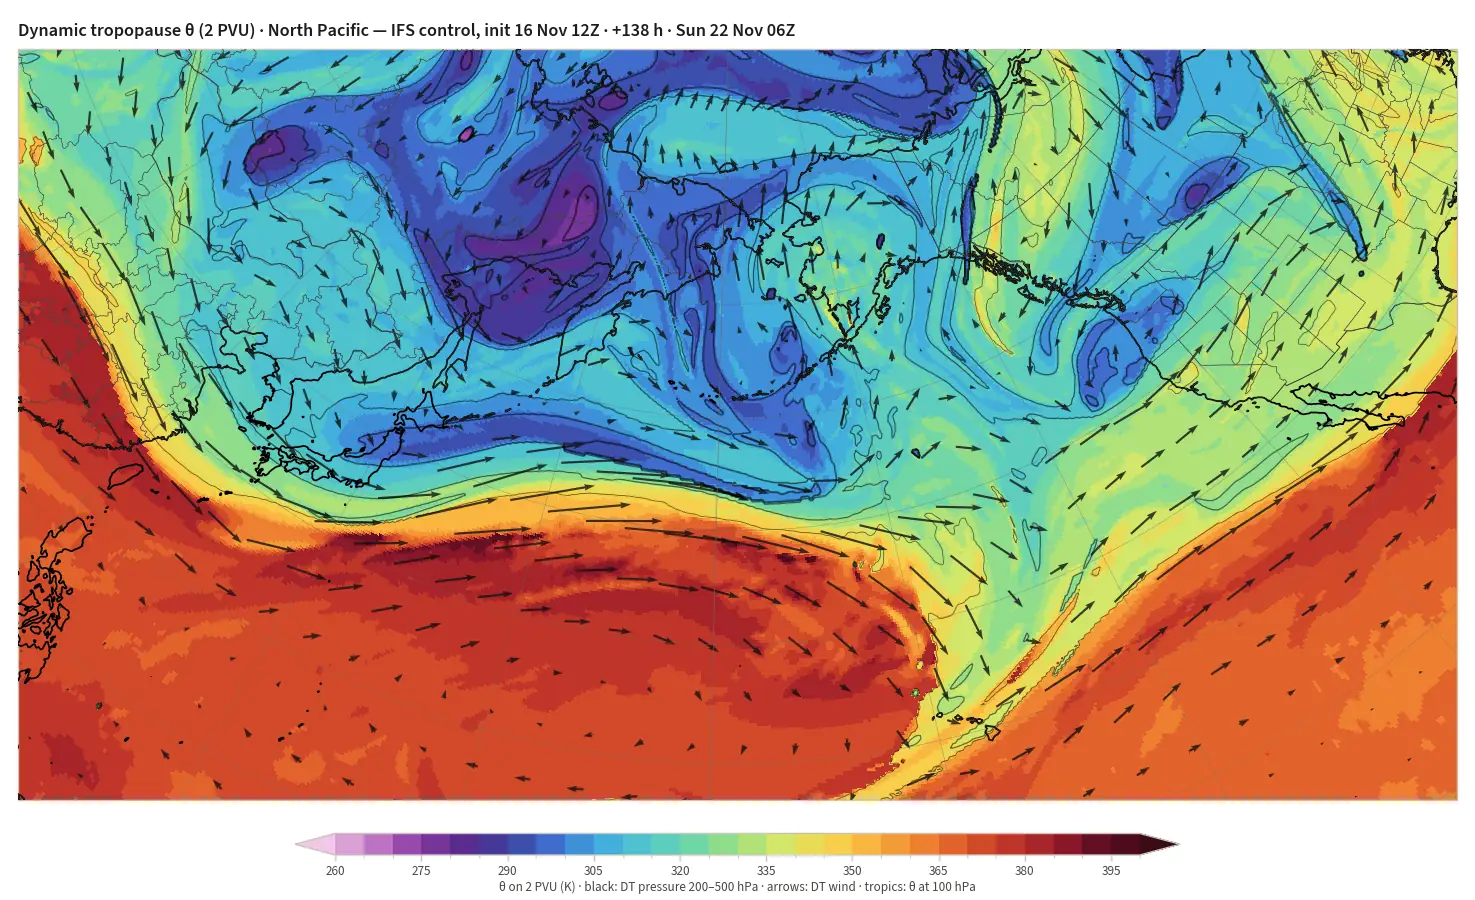 Dynamic tropopause θ (2 PVU) · North Pacific — IFS control, init 16 Nov 12Z · +138 h · Sun 22 Nov 06Z
260 275 290 305 320 335 350 365 380 395
θ on 2 PVU (K) · black: DT pressure 200–500 hPa · arrows: DT wind · tropics: θ at 100 hPa